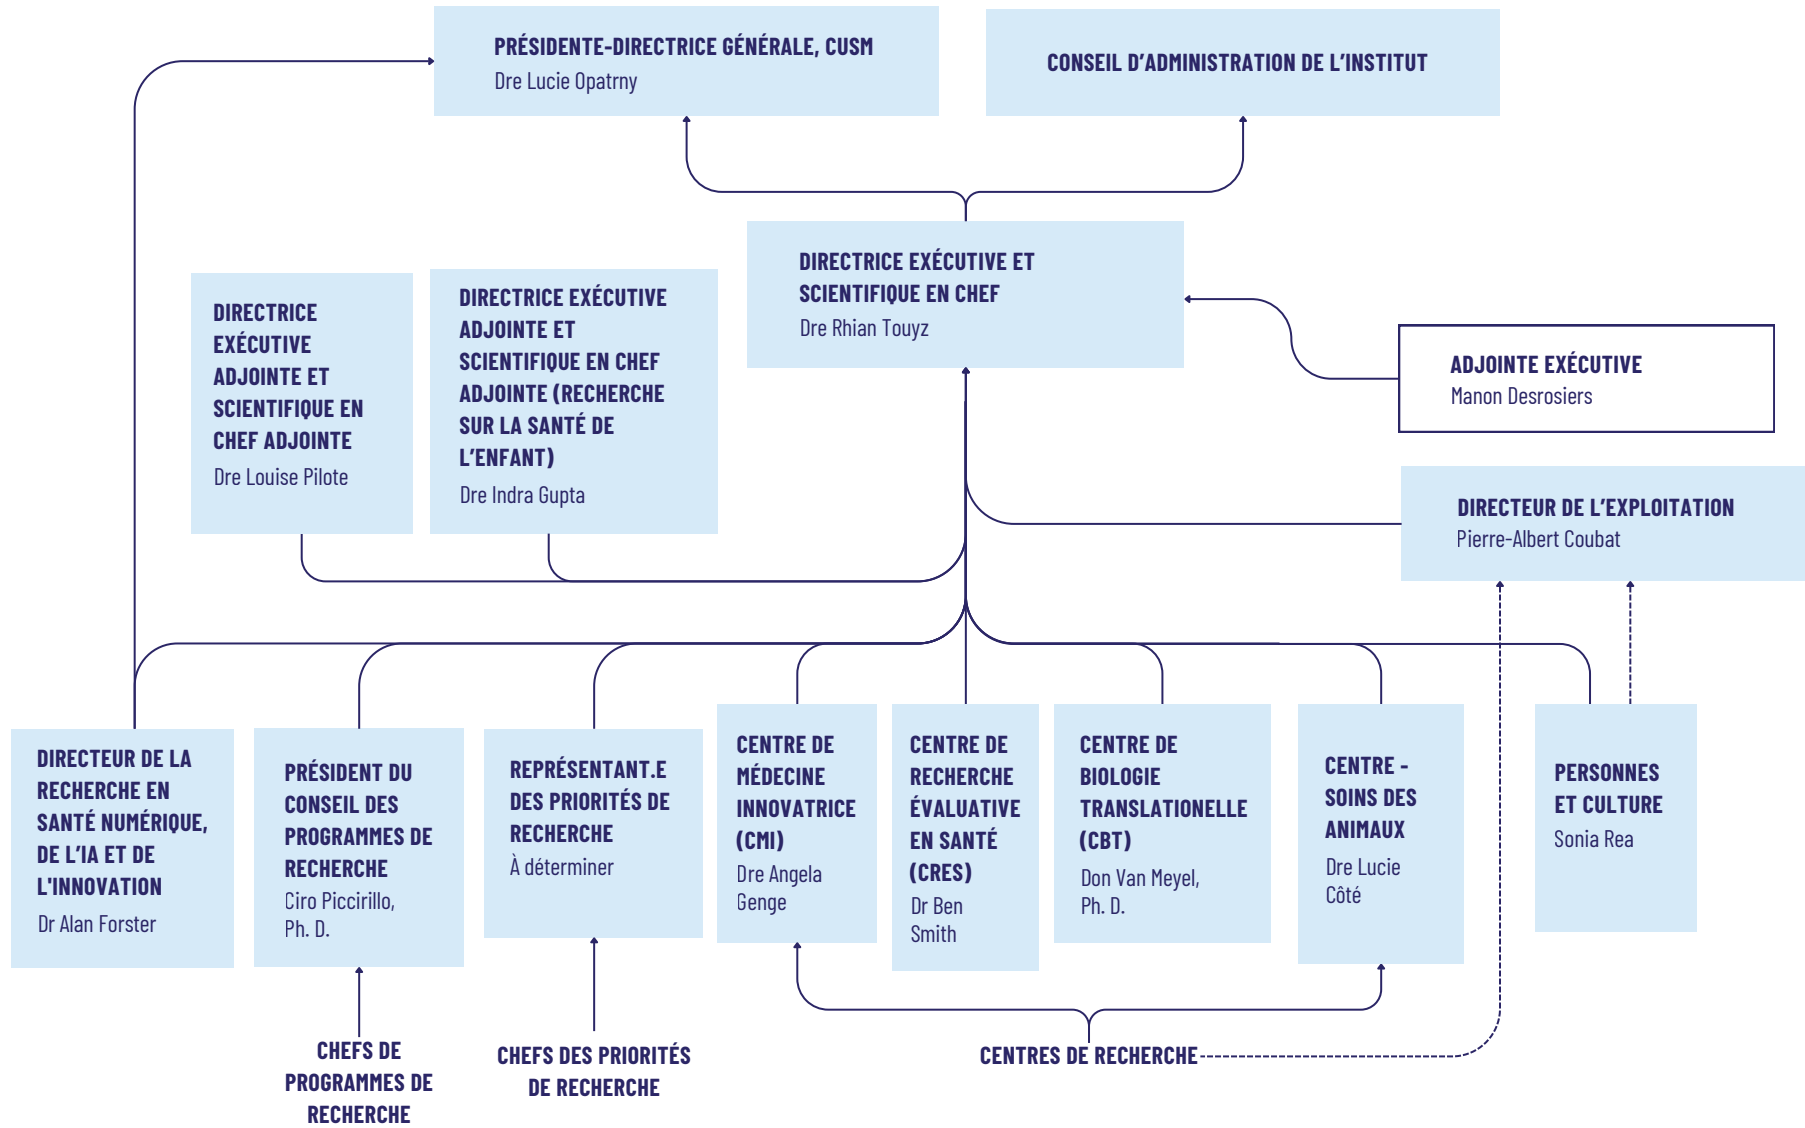 PRÉSIDENTE-DIRECTRICE GÉNÉRALE, CUSM
Dre Lucie Opatrny
CONSEIL D’ADMINISTRATION DE L’INSTITUT
DIRECTRICE EXÉCUTIVE ET
SCIENTIFIQUE EN CHEF
Dre Rhian Touyz
DIRECTRICE
EXÉCUTIVE
ADJOINTE ET
SCIENTIFIQUE EN
CHEF ADJOINTE
Dre Louise Pilote
DIRECTRICE EXÉCUTIVE
ADJOINTE ET
SCIENTIFIQUE EN CHEF
ADJOINTE (RECHERCHE
SUR LA SANTÉ DE
L’ENFANT)
Dre Indra Gupta
ADJOINTE EXÉCUTIVE
Manon Desrosiers
DIRECTEUR DE L’EXPLOITATION
Pierre-Albert Coubat
DIRECTEUR DE LA
RECHERCHE EN
SANTÉ NUMÉRIQUE,
DE L’IA ET DE
L'INNOVATION
Dr Alan Forster
PRÉSIDENT DU
CONSEIL DES
PROGRAMMES DE
RECHERCHE
Ciro Piccirillo,
Ph. D.
REPRÉSENTANT.E
DES PRIORITÉS DE
RECHERCHE
À déterminer
CENTRE DE
MÉDECINE
INNOVATRICE
(CMI)
Dre Angela
Genge
CENTRE DE
RECHERCHE
ÉVALUATIVE
EN SANTÉ
(CRES)
Dr Ben
Smith
CENTRE DE
BIOLOGIE
TRANSLATIONELLE
(CBT)
Don Van Meyel,
Ph. D.
CENTRE -
SOINS DES
ANIMAUX
Dre Lucie
Côté
PERSONNES
ET CULTURE
Sonia Rea
CHEFS DE
PROGRAMMES DE
RECHERCHE
CHEFS DES PRIORITÉS
DE RECHERCHE
CENTRES DE RECHERCHE